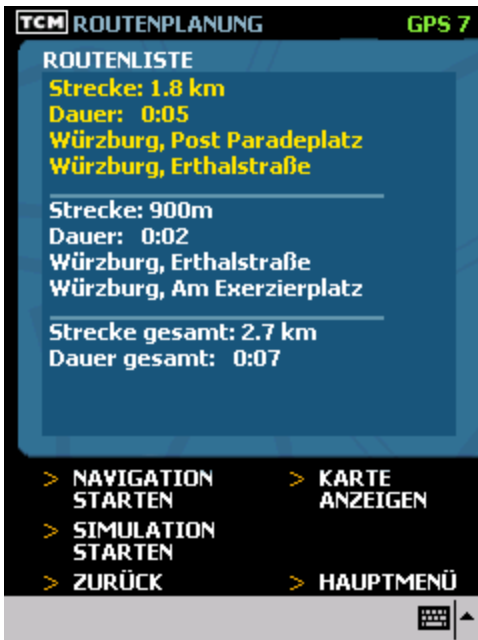 TCM ROUTENPLANUNG GPS 7
ROUTENLISTE
Strecke: 1.8 km
Dauer: 0:05
Würzburg, Post Paradeplatz
Würzburg, Erthalstraße
Strecke: 900m
Dauer: 0:02
Würzburg, Erthalstraße
Würzburg, Am Exerzierplatz
Strecke gesamt: 2.7 km
Dauer gesamt: 0:07
> NAVIGATION STARTEN
> KARTE ANZEIGEN
> SIMULATION STARTEN
> ZURÜCK
> HAUPTMENÜ